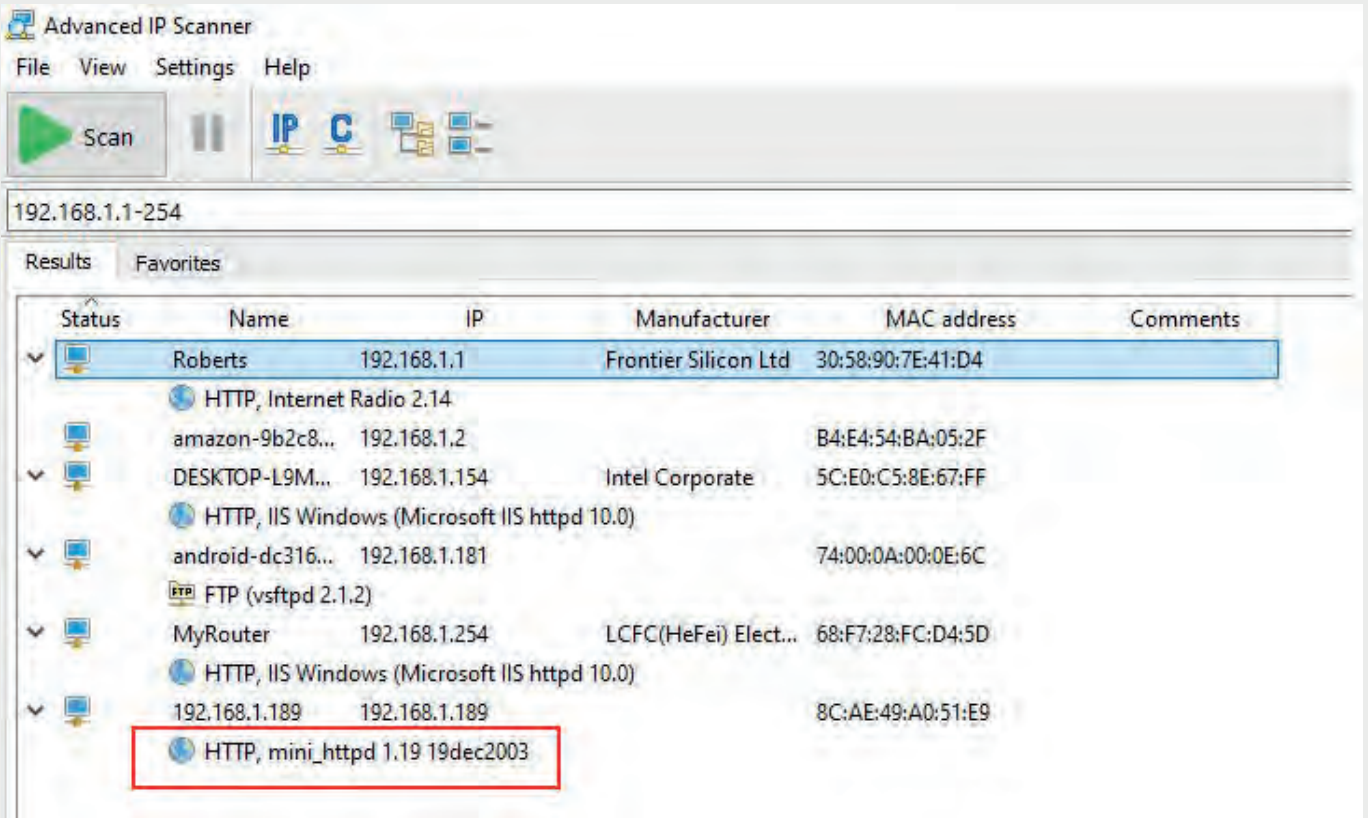 Advanced IP Scanner
File View Settings Help
Scan IP C
192.168.1.1-254
Results Favorites
Status Name IP Manufacturer MAC address Comments
Roberts 192.168.1.1 Frontier Silicon Ltd 30:58:90:7E:41:D4
HTTP, Internet Radio 2.14
amazon-9b2c8... 192.168.1.2 B4:E4:54:BA:05:2F
DESKTOP-L9M... 192.168.1.154 Intel Corporate 5C:E0:C5:8E:67:FF
HTTP, IIS Windows (Microsoft IIS httpd 10.0)
android-dc316... 192.168.1.181 74:00:0A:00:0E:6C
FTP FTP (vsftpd 2.1.2)
MyRouter 192.168.1.254 LCFC(HeFei) Elect... 68:F7:28:FC:D4:5D
HTTP, IIS Windows (Microsoft IIS httpd 10.0)
192.168.1.189 192.168.1.189 8C:AE:49:A0:51:E9
HTTP, mini_httpd 1.19 19dec2003